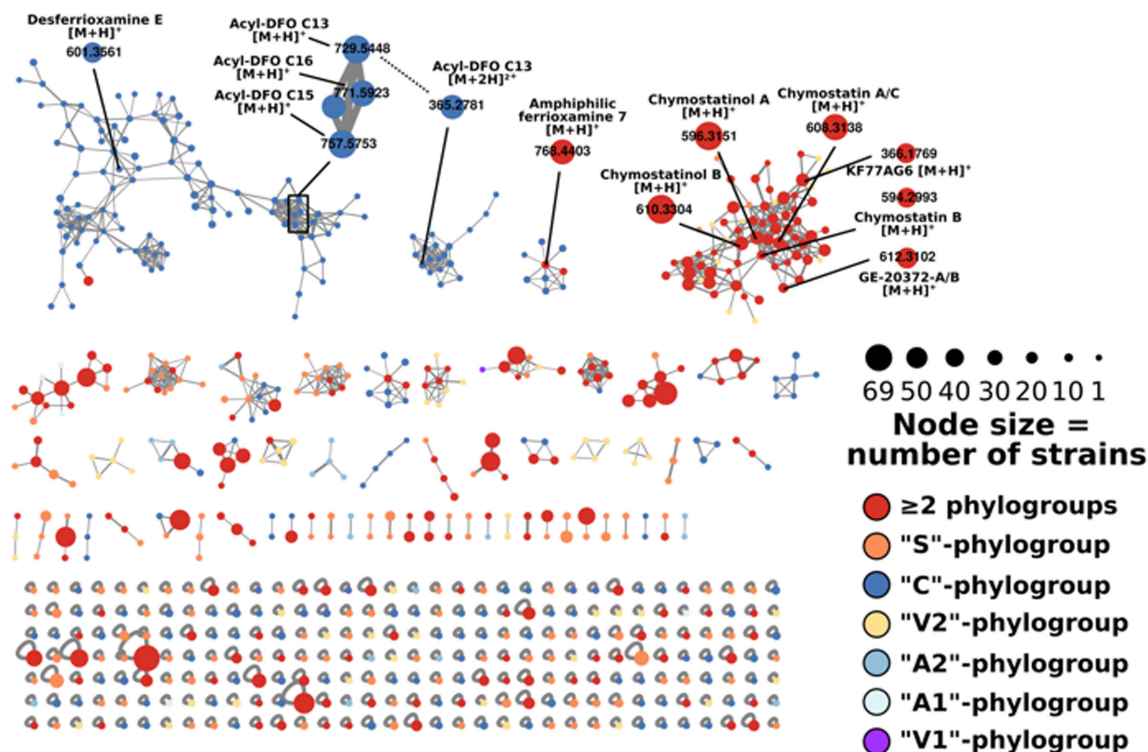 Desferrioxamine E
[M+H]⁺
601.3561
Acyl-DFO C13
[M+H]⁺
729.5448
Acyl-DFO C16
[M+H]⁺
771.5923
Acyl-DFO C15
[M+H]⁺
757.5753
Acyl-DFO C13
[M+2H]²⁺
365.2781
Amphiphilic
ferrioxamine 7
[M+H]⁺
768.4403
Chymostatinol A
[M+H]⁺
596.3151
Chymostatin A/C
[M+H]⁺
608.3138
366.1769
KF77AG6 [M+H]⁺
Chymostatinol B
[M+H]⁺
610.3304
594.2993
Chymostatin B
[M+H]⁺
612.3102
GE-20372-A/B
[M+H]⁺
69 50 40 30 20 10 1
Node size =
number of strains
≥2 phylogroups
"S"-phylogroup
"C"-phylogroup
"V2"-phylogroup
"A2"-phylogroup
"A1"-phylogroup
"V1"-phylogroup